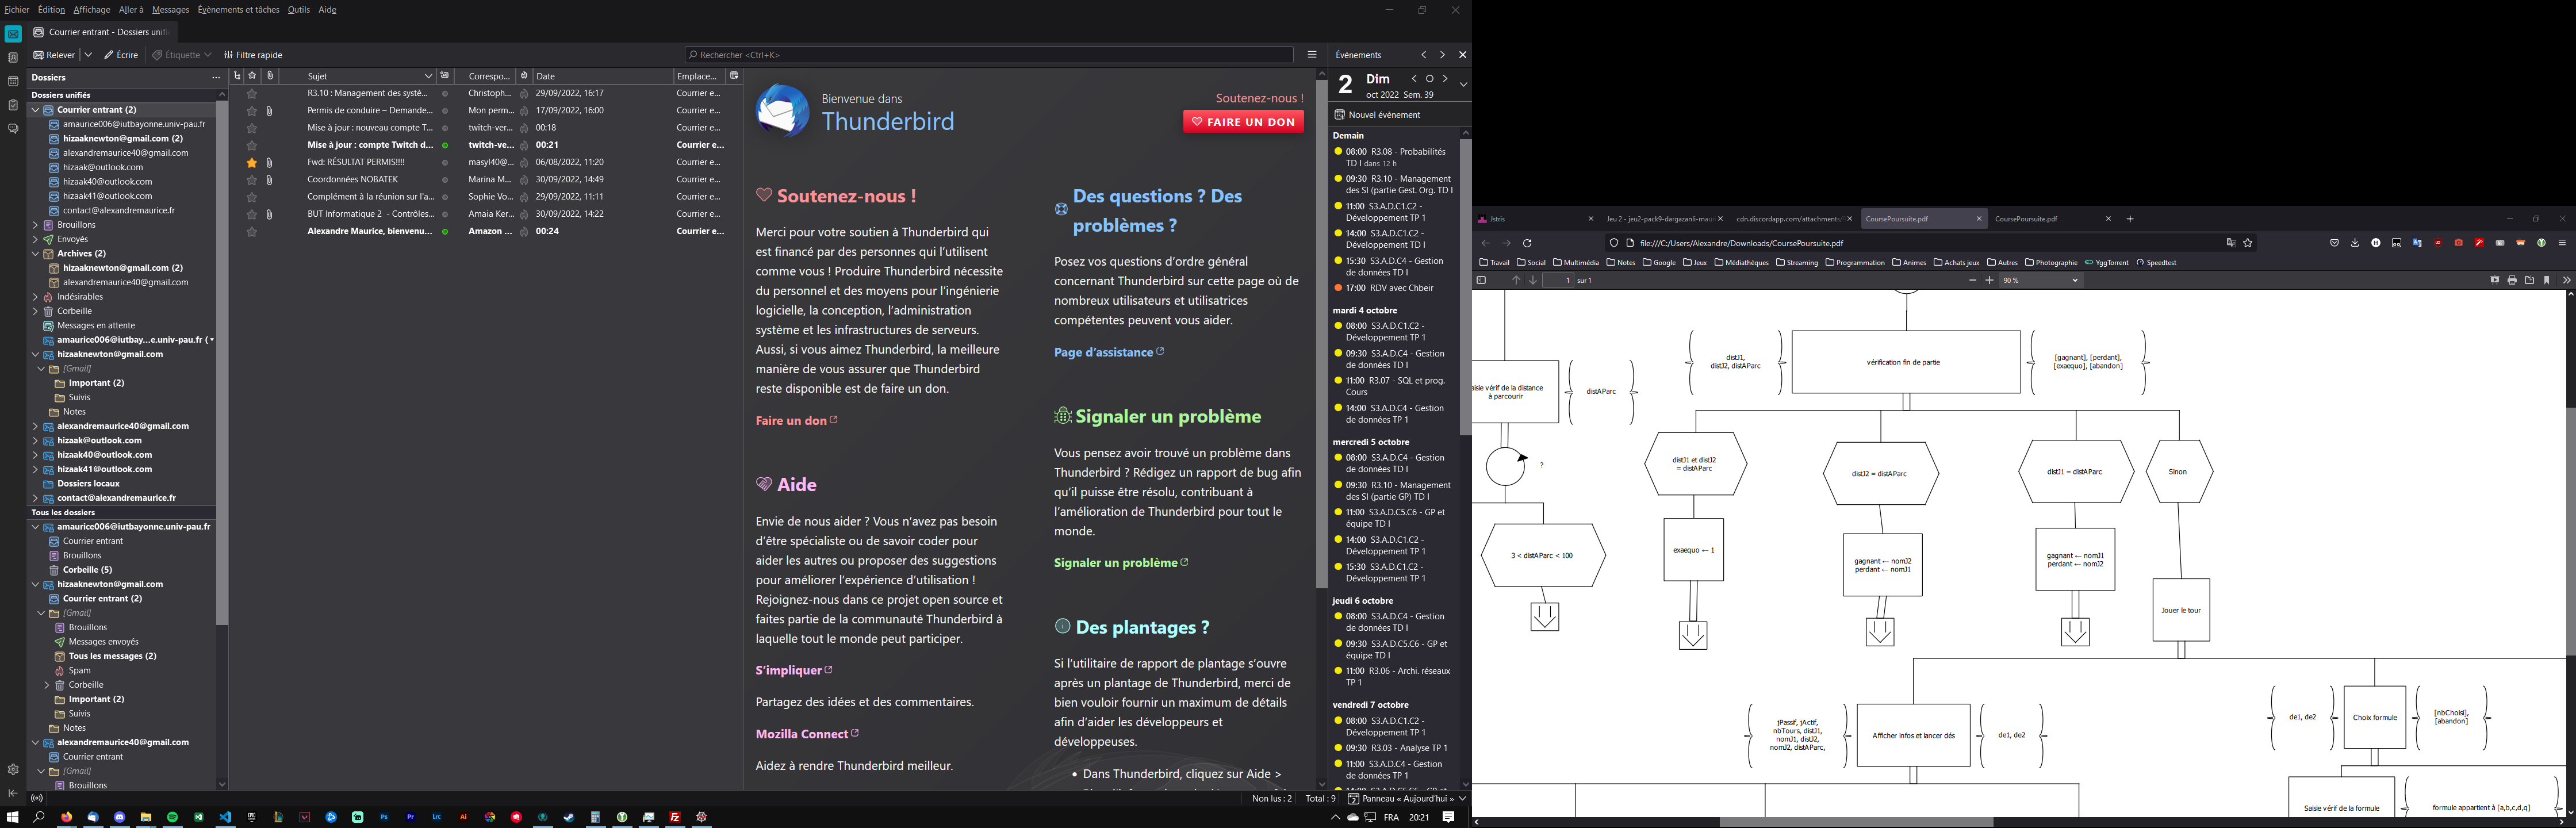 Fichier Édition Affichage Aller à Messages Évènements et tâches Outils Aide
Courrier entrant - Dossiers unifi
Relever Écrire Étiquette Filtre rapide
Rechercher <Ctrl+K>
Dossiers
Dossiers unifiés
Courrier entrant (2)
amaurice006@iutbayonne.univ-pau.fr
hizaaknewton@gmail.com (2)
alexandremaurice40@gmail.com
hizaak@outlook.com
hizaak40@outlook.com
hizaak41@outlook.com
contact@alexandremaurice.fr
Brouillons
Envoyés
Archives (2)
hizaaknewton@gmail.com (2)
alexandremaurice40@gmail.com
Indésirables
Corbeille
Messages en attente
amaurice006@iutbay...e.univ-pau.fr (
hizaaknewton@gmail.com
[Gmail]
Important (2)
Suivis
Notes
alexandremaurice40@gmail.com
hizaak@outlook.com
hizaak40@outlook.com
hizaak41@outlook.com
Dossiers locaux
contact@alexandremaurice.fr
Tous les dossiers
amaurice006@iutbayonne.univ-pau.fr
Courrier entrant
Brouillons
Corbeille (5)
hizaaknewton@gmail.com
Courrier entrant (2)
[Gmail]
Brouillons
Messages envoyés
Tous les messages (2)
Spam
Corbeille
Important (2)
Suivis
Notes
alexandremaurice40@gmail.com
Courrier entrant
[Gmail]
Brouillons
Sujet Correspo... Date Emplace...
R3.10 : Management des systè... Christoph... 29/09/2022, 16:17 Courrier e...
Permis de conduire – Demande... Mon perm... 17/09/2022, 16:00 Courrier e...
Mise à jour : nouveau compte T... twitch-ver... 00:18 Courrier e...
Mise à jour : compte Twitch d... twitch-ve... 00:21 Courrier e...
Fwd: RÉSULTAT PERMIS!!!! masyl40@... 06/08/2022, 11:20 Courrier e...
Coordonnées NOBATEK Marina M... 30/09/2022, 14:49 Courrier e...
Complément à la réunion sur l'a... Sophie Vo... 29/09/2022, 11:11 Courrier e...
BUT Informatique 2 - Contrôles... Amaia Ker... 30/09/2022, 14:22 Courrier e...
Alexandre Maurice, bienvenu... Amazon ... 00:24 Courrier e...
Bienvenue dans
Thunderbird
Soutenez-nous !
FAIRE UN DON
Soutenez-nous !
Merci pour votre soutien à Thunderbird qui
est financé par des personnes qui l’utilisent
comme vous ! Produire Thunderbird nécessite
du personnel et des moyens pour l’ingénierie
logicielle, la conception, l’administration
système et les infrastructures de serveurs.
Aussi, si vous aimez Thunderbird, la meilleure
manière de vous assurer que Thunderbird
reste disponible est de faire un don.
Faire un don
Aide
Envie de nous aider ? Vous n’avez pas besoin
d’être spécialiste ou de savoir coder pour
aider les autres ou proposer des suggestions
pour améliorer l’expérience d’utilisation !
Rejoignez-nous dans ce projet open source et
faites partie de la communauté Thunderbird à
laquelle tout le monde peut participer.
S’impliquer
Partagez des idées et des commentaires.
Mozilla Connect
Aidez à rendre Thunderbird meilleur.
Des questions ? Des
problèmes ?
Posez vos questions d’ordre général
concernant Thunderbird sur cette page où de
nombreux utilisateurs et utilisatrices
compétentes peuvent vous aider.
Page d’assistance
Signaler un problème
Vous pensez avoir trouvé un problème dans
Thunderbird ? Rédigez un rapport de bug afin
qu’il puisse être résolu, contribuant à
l’amélioration de Thunderbird pour tout le
monde.
Signaler un problème
Des plantages ?
Si l’utilitaire de rapport de plantage s’ouvre
après un plantage de Thunderbird, merci de
bien vouloir fournir un maximum de détails
afin d’aider les développeurs et
développeuses.
• Dans Thunderbird, cliquez sur Aide >
Évènements
2 Dim
oct 2022 Sem. 39
Nouvel évènement
Demain
08:00 R3.08 - Probabilités
TD I dans 12 h
09:30 R3.10 - Management
des SI (partie Gest. Org. TD I
11:00 S3.A.D.C1.C2 -
Développement TP 1
14:00 S3.A.D.C1.C2 -
Développement TD I
15:30 S3.A.D.C4 - Gestion
de données TD I
17:00 RDV avec Chbeir
mardi 4 octobre
08:00 S3.A.D.C1.C2 -
Développement TD I
09:30 S3.A.D.C4 - Gestion
de données TD I
11:00 R3.07 - SQL et prog.
Cours
14:00 S3.A.D.C4 - Gestion
de données TP 1
mercredi 5 octobre
08:00 S3.A.D.C4 - Gestion
de données TD I
09:30 R3.10 - Management
des SI (partie GP) TD I
11:00 S3.A.D.C5.C6 - GP et
équipe TD I
14:00 S3.A.D.C1.C2 -
Développement TP 1
15:30 S3.A.D.C1.C2 -
Développement TP 1
jeudi 6 octobre
08:00 S3.A.D.C4 - Gestion
de données TD I
09:30 S3.A.D.C5.C6 - GP et
équipe TD I
11:00 R3.06 - Archi. réseaux
TP 1
vendredi 7 octobre
08:00 S3.A.D.C1.C2 -
Développement TP 1
09:30 R3.03 - Analyse TP 1
11:00 S3.A.D.C4 - Gestion
de données TP 1
Non lus : 2 Total : 9 Panneau « Aujourd’hui »
FRA 20:21
Jstris Jeu 2 - jeu2-pack9-dargazanli-mau cdn.discordapp.com/attachments/ CoursePoursuite.pdf CoursePoursuite.pdf
file:///C:/Users/Alexandre/Downloads/CoursePoursuite.pdf
Travail Social Multimédia Notes Google Jeux Médiathèques Streaming Programmation Animes Achats jeux Autres Photographie YggTorrent Speedtest
1 sur 1 90 %
saisie vérif de la distance
à parcourir
distAParc
?
3 < distAParc < 100
distJ1,
distJ2, distAParc
vérification fin de partie
[gagnant], [perdant],
[exaequo], [abandon]
distJ1 et distJ2
= distAParc
distJ2 = distAParc
distJ1 = distAParc
Sinon
exaequo ← 1
gagnant ← nomJ2
perdant ← nomJ1
gagnant ← nomJ1
perdant ← nomJ2
Jouer le tour
jPassif, jActif,
nbTours, distJ1,
nomJ1, distJ2,
nomJ2, distAParc,
Afficher infos et lancer dés
de1, de2
de1, de2
Choix formule
[nbChoisi],
[abandon]
Saisie vérif de la formule
formule appartient à [a,b,c,d,q]